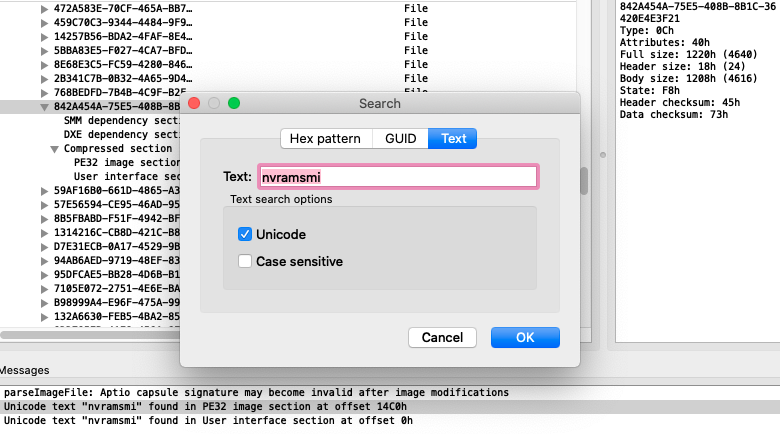 472A583E-70CF-465A-BB7… File
459C70C3-9344-4484-9F9… File
14257B56-BDA2-4FAF-8E4… File
5BBA83E5-F027-4CA7-BFD… File
8E68E3C5-FC59-4280-846… File
2B341C7B-0B32-4A65-9D4… File
768BEDFD-7B4B-4C9F-B2F
842A454A-75E5-408B-8B
SMM dependency secti
DXE dependency sect
Compressed section
PE32 image section
User interface sec
59AF16B0-661D-4865-A3
57E56594-CE95-46AD-95
8B5FBABD-F51F-4942-BF
1314216C-CB8D-421C-B8
D7E31ECB-0A17-4529-9B
94AB6AED-9719-48EF-83
95DFCAE5-BB28-4D6B-B1
7105E072-2751-4E6E-BA
B98999A4-E96F-475A-99
132A6630-FEB5-4BA2-85
842A454A-75E5-408B-8B1C-36
420E4E3F21
Type: 0Ch
Attributes: 40h
Full size: 1220h (4640)
Header size: 18h (24)
Body size: 1208h (4616)
State: F8h
Header checksum: 45h
Data checksum: 73h
Search
Hex pattern GUID Text
Text: nvramsmi
Text search options
Unicode
Case sensitive
Cancel OK
Messages
parseImageFile: Aptio capsule signature may become invalid after image modifications
Unicode text "nvramsmi" found in PE32 image section at offset 14C0h
Unicode text "nvramsmi" found in User interface section at offset 0h